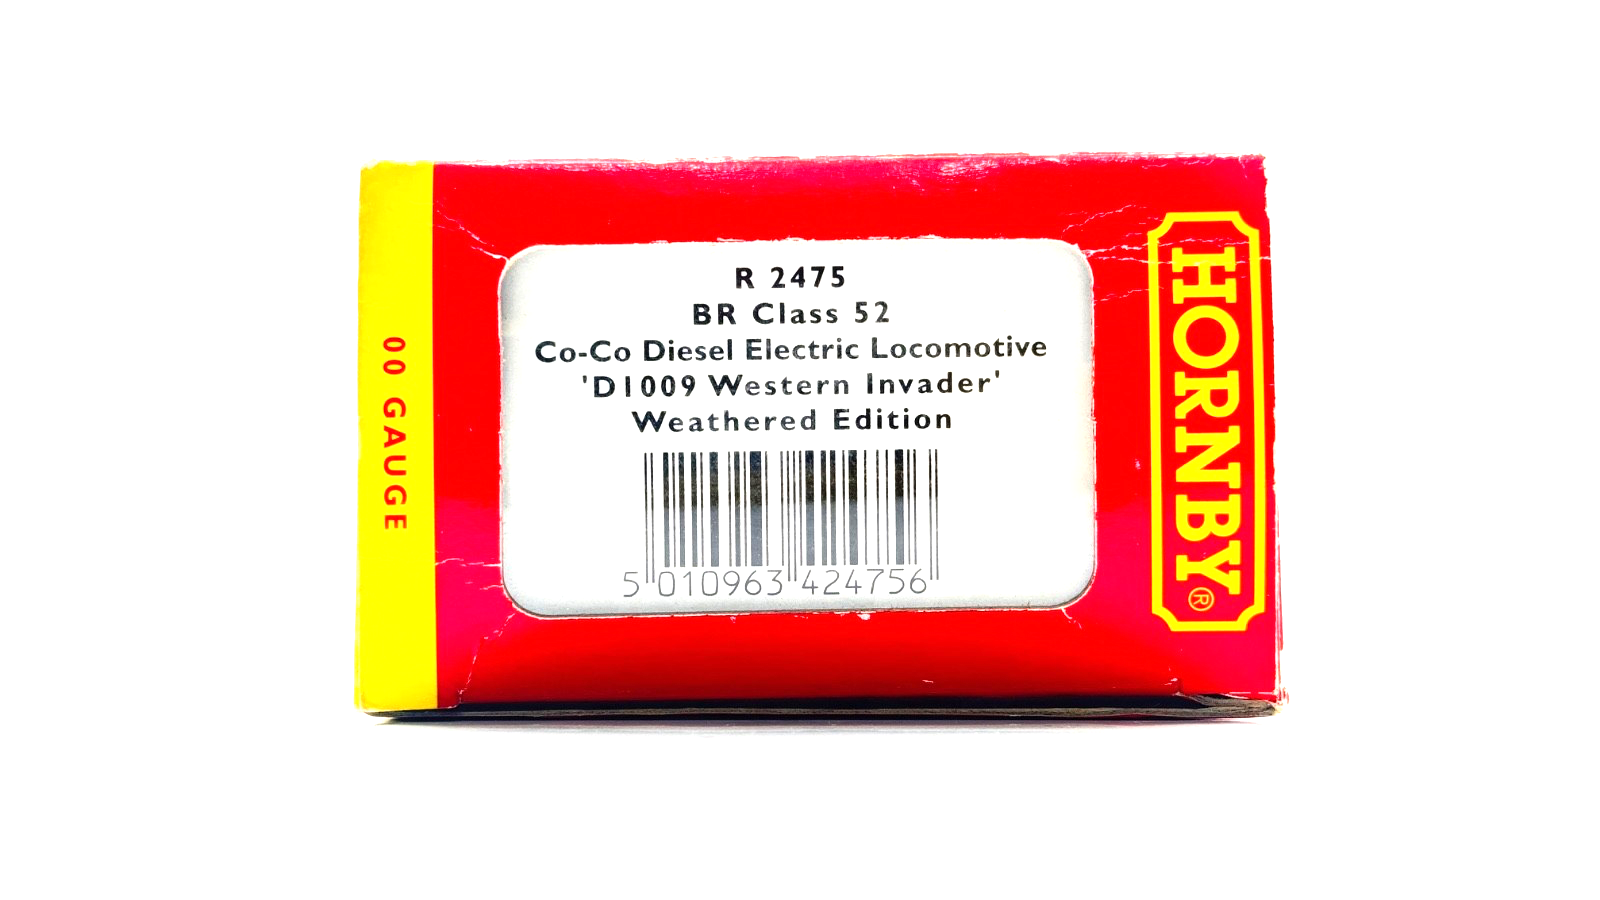 00 GAUGE
R 2475
BR Class 52
Co-Co Diesel Electric Locomotive
'D1009 Western Invader'
Weathered Edition
5 010963 424756
HORNBY®